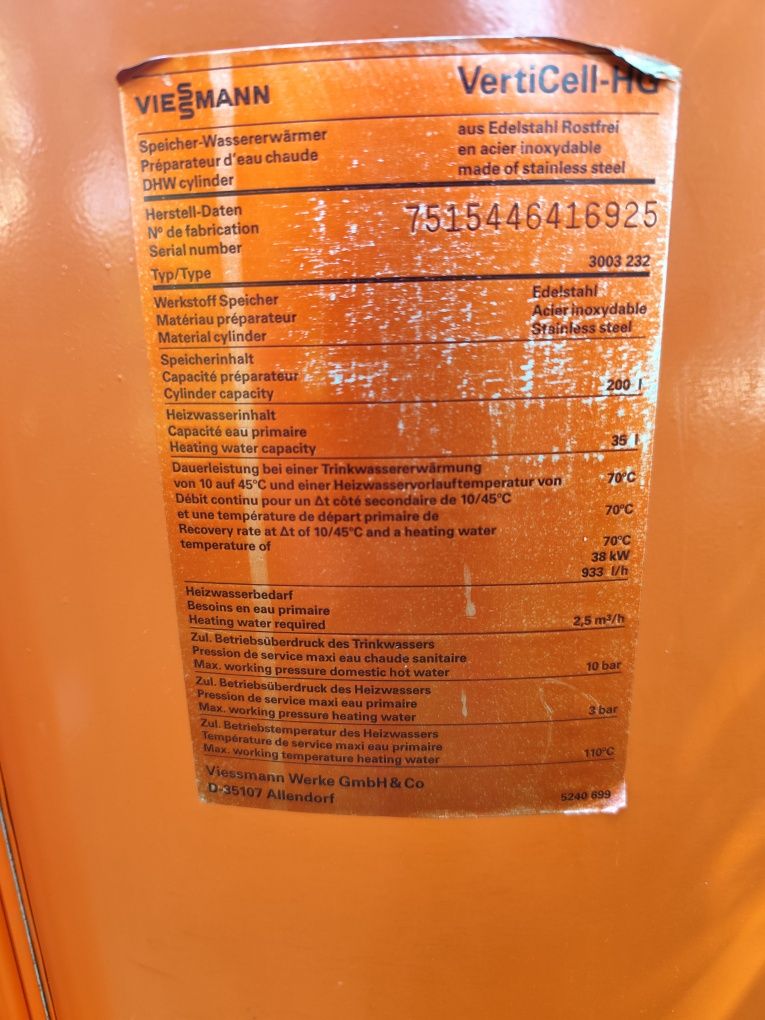 VIESSMANN VertiCell-HG
Speicher-Wassererwärmer aus Edelstahl Rostfrei
Préparateur d'eau chaude en acier inoxydable
DHW cylinder made of stainless steel
Herstell-Daten
Nº de fabrication 7515446416925
Serial number
Typ/Type 3003 232
Werkstoff Speicher Edelstahl
Matériau préparateur Acier inoxydable
Material cylinder Stainless steel
Speicherinhalt
Capacité préparateur
Cylinder capacity 200 l
Heizwasserinhalt
Capacité eau primaire
Heating water capacity 35 l
Dauerleistung bei einer Trinkwassererwärmung
von 10 auf 45°C und einer Heizwasservorlauftemperatur von 70°C
Débit continu pour un Δt côté secondaire de 10/45°C
et une température de départ primaire de 70°C
Recovery rate at Δt of 10/45°C and a heating water
temperature of 70°C
38 kW
933 l/h
Heizwasserbedarf
Besoins en eau primaire
Heating water required 2,5 m³/h
Zul. Betriebsüberdruck des Trinkwassers
Pression de service maxi eau chaude sanitaire
Max. working pressure domestic hot water 10 bar
Zul. Betriebsüberdruck des Heizwassers
Pression de service maxi eau primaire
Max. working pressure heating water 3 bar
Zul. Betriebstemperatur des Heizwassers
Température de service maxi eau primaire
Max. working temperature heating water 110°C
Viessmann Werke GmbH & Co
D-35107 Allendorf 5240 699